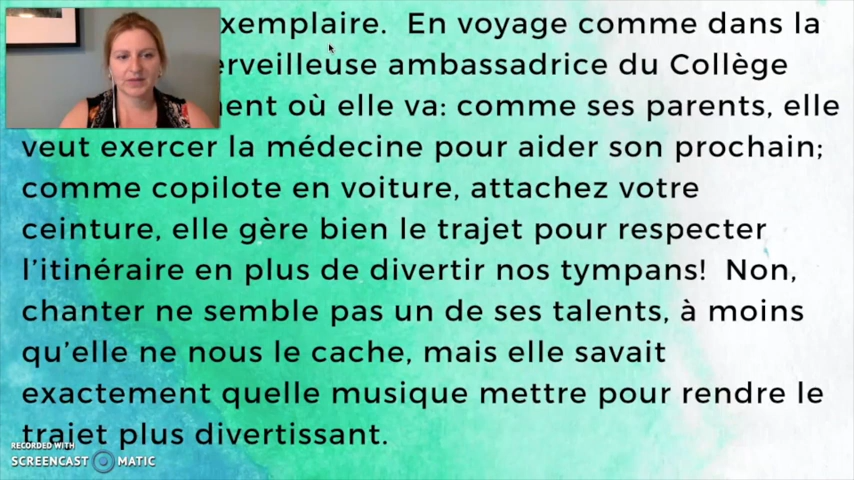 xemplaire. En voyage comme dans la
erveilleuse ambassadrice du Collège
ment où elle va: comme ses parents, elle
veut exercer la médecine pour aider son prochain;
comme copilote en voiture, attachez votre
ceinture, elle gère bien le trajet pour respecter
l'itinéraire en plus de divertir nos tympans! Non,
chanter ne semble pas un de ses talents, à moins
qu'elle ne nous le cache, mais elle savait
exactement quelle musique mettre pour rendre le
trajet plus divertissant.
RECORDED WITH
SCREENCAST MATIC